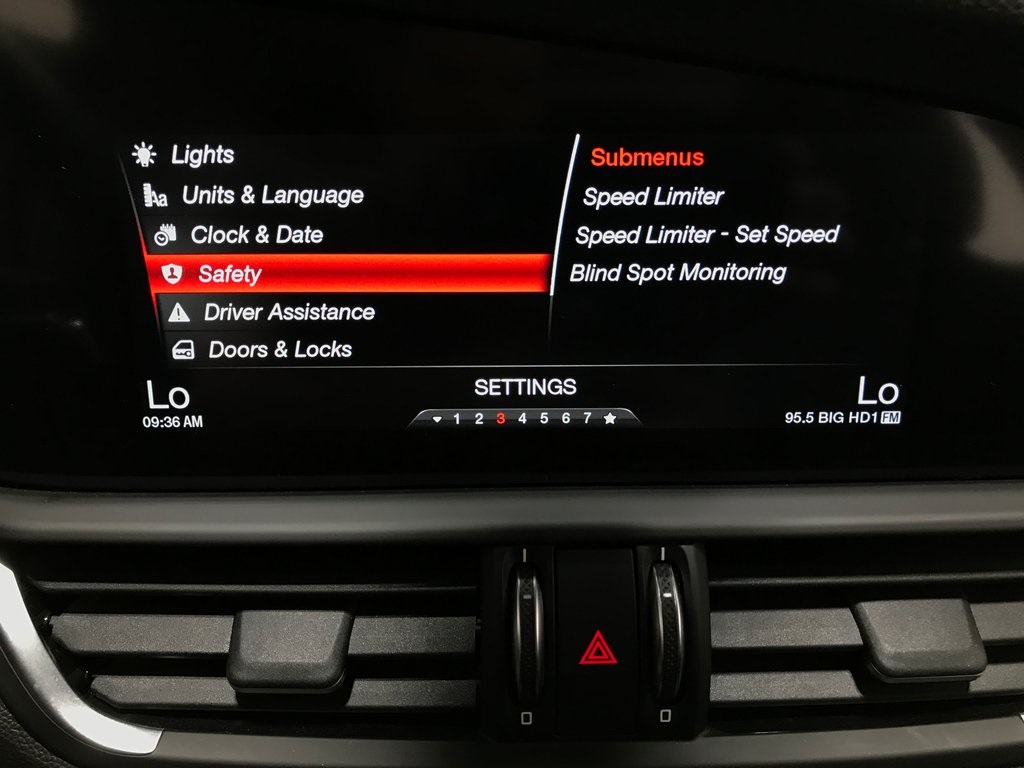 Lights
Units & Language
Clock & Date
Safety
Driver Assistance
Doors & Locks
Submenus
Speed Limiter
Speed Limiter - Set Speed
Blind Spot Monitoring
Lo
09:36 AM
SETTINGS
1 2 3 4 5 6 7
Lo
95.5 BIG HD1 FM